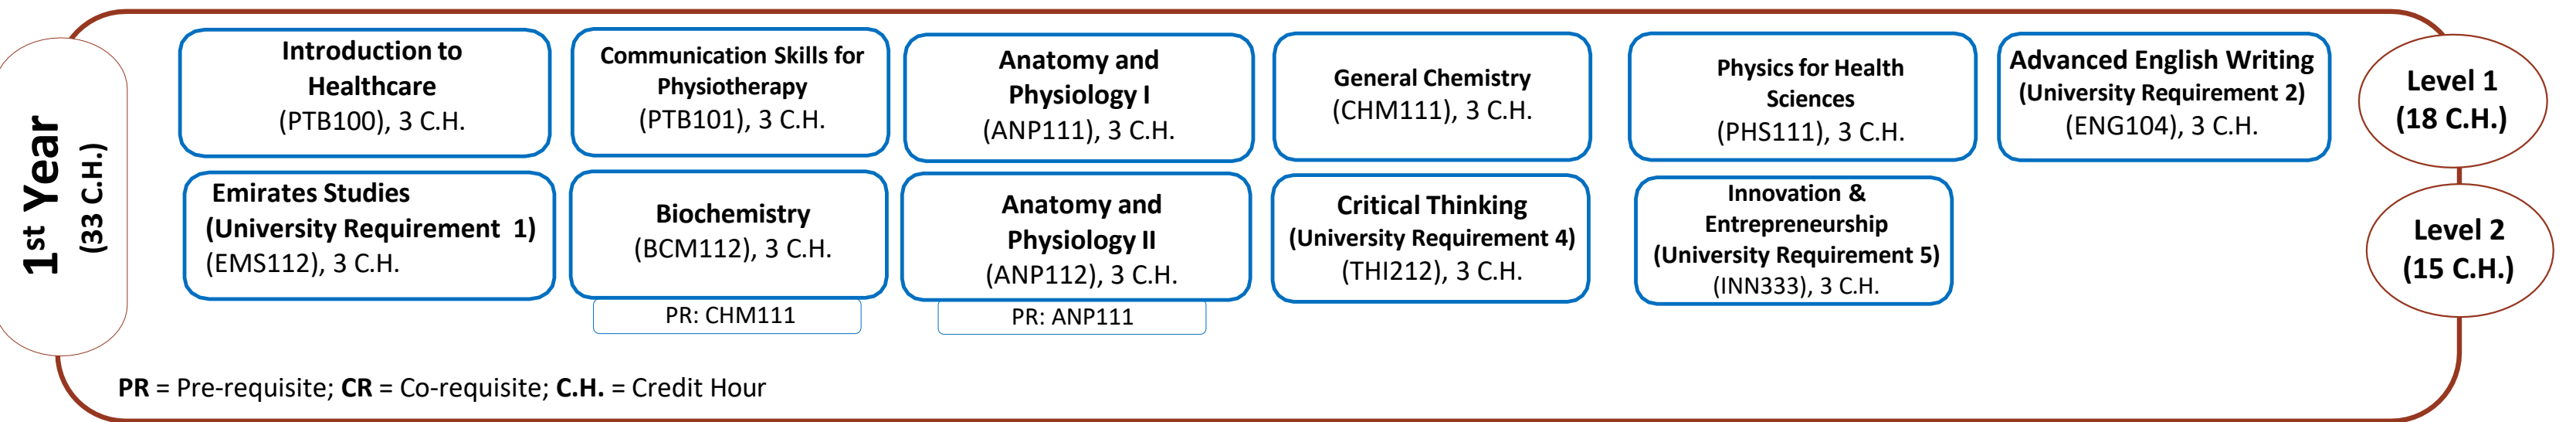 1st Year
(33 C.H.)
Introduction to
Healthcare
(PTB100), 3 C.H.
Communication Skills for
Physiotherapy
(PTB101), 3 C.H.
Anatomy and
Physiology I
(ANP111), 3 C.H.
General Chemistry
(CHM111), 3 C.H.
Physics for Health
Sciences
(PHS111), 3 C.H.
Advanced English Writing
(University Requirement 2)
(ENG104), 3 C.H.
Level 1
(18 C.H.)
Emirates Studies
(University Requirement 1)
(EMS112), 3 C.H.
Biochemistry
(BCM112), 3 C.H.
PR: CHM111
Anatomy and
Physiology II
(ANP112), 3 C.H.
PR: ANP111
Critical Thinking
(University Requirement 4)
(THI212), 3 C.H.
Innovation &
Entrepreneurship
(University Requirement 5)
(INN333), 3 C.H.
Level 2
(15 C.H.)
PR = Pre-requisite; CR = Co-requisite; C.H. = Credit Hour